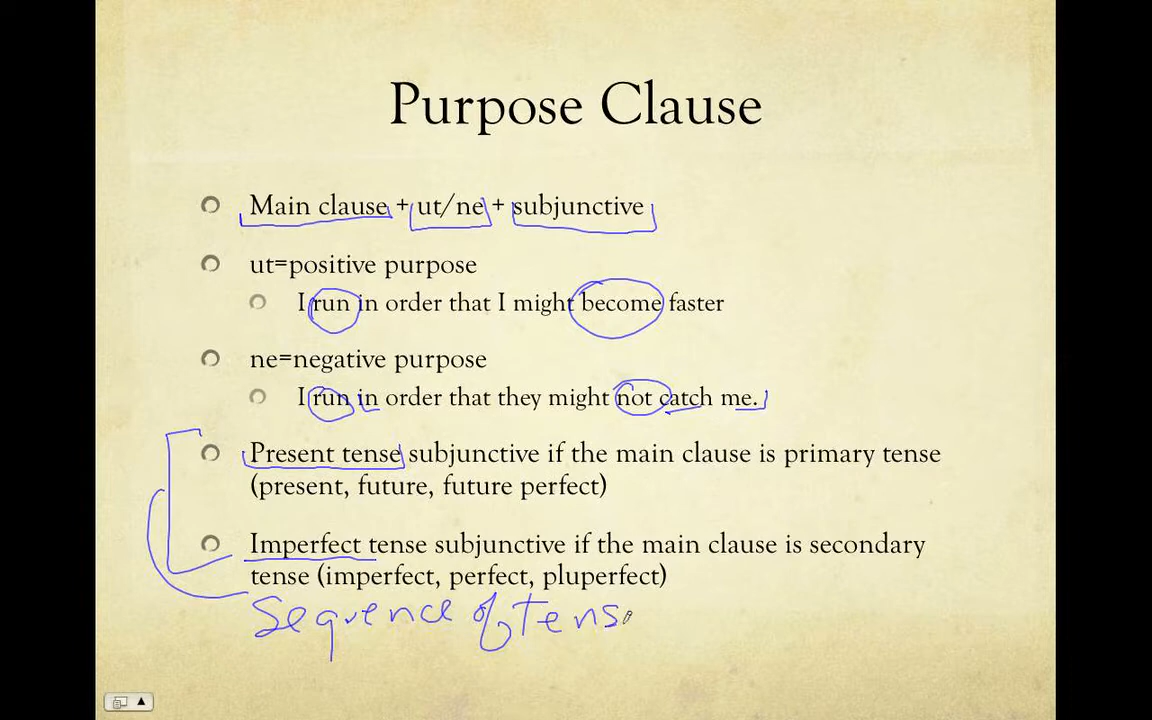 Purpose Clause
Main clause + ut/ne + subjunctive
ut=positive purpose
I run in order that I might become faster
ne=negative purpose
I run in order that they might not catch me.
Present tense subjunctive if the main clause is primary tense
(present, future, future perfect)
Imperfect tense subjunctive if the main clause is secondary
tense (imperfect, perfect, pluperfect)
Sequence of Tens